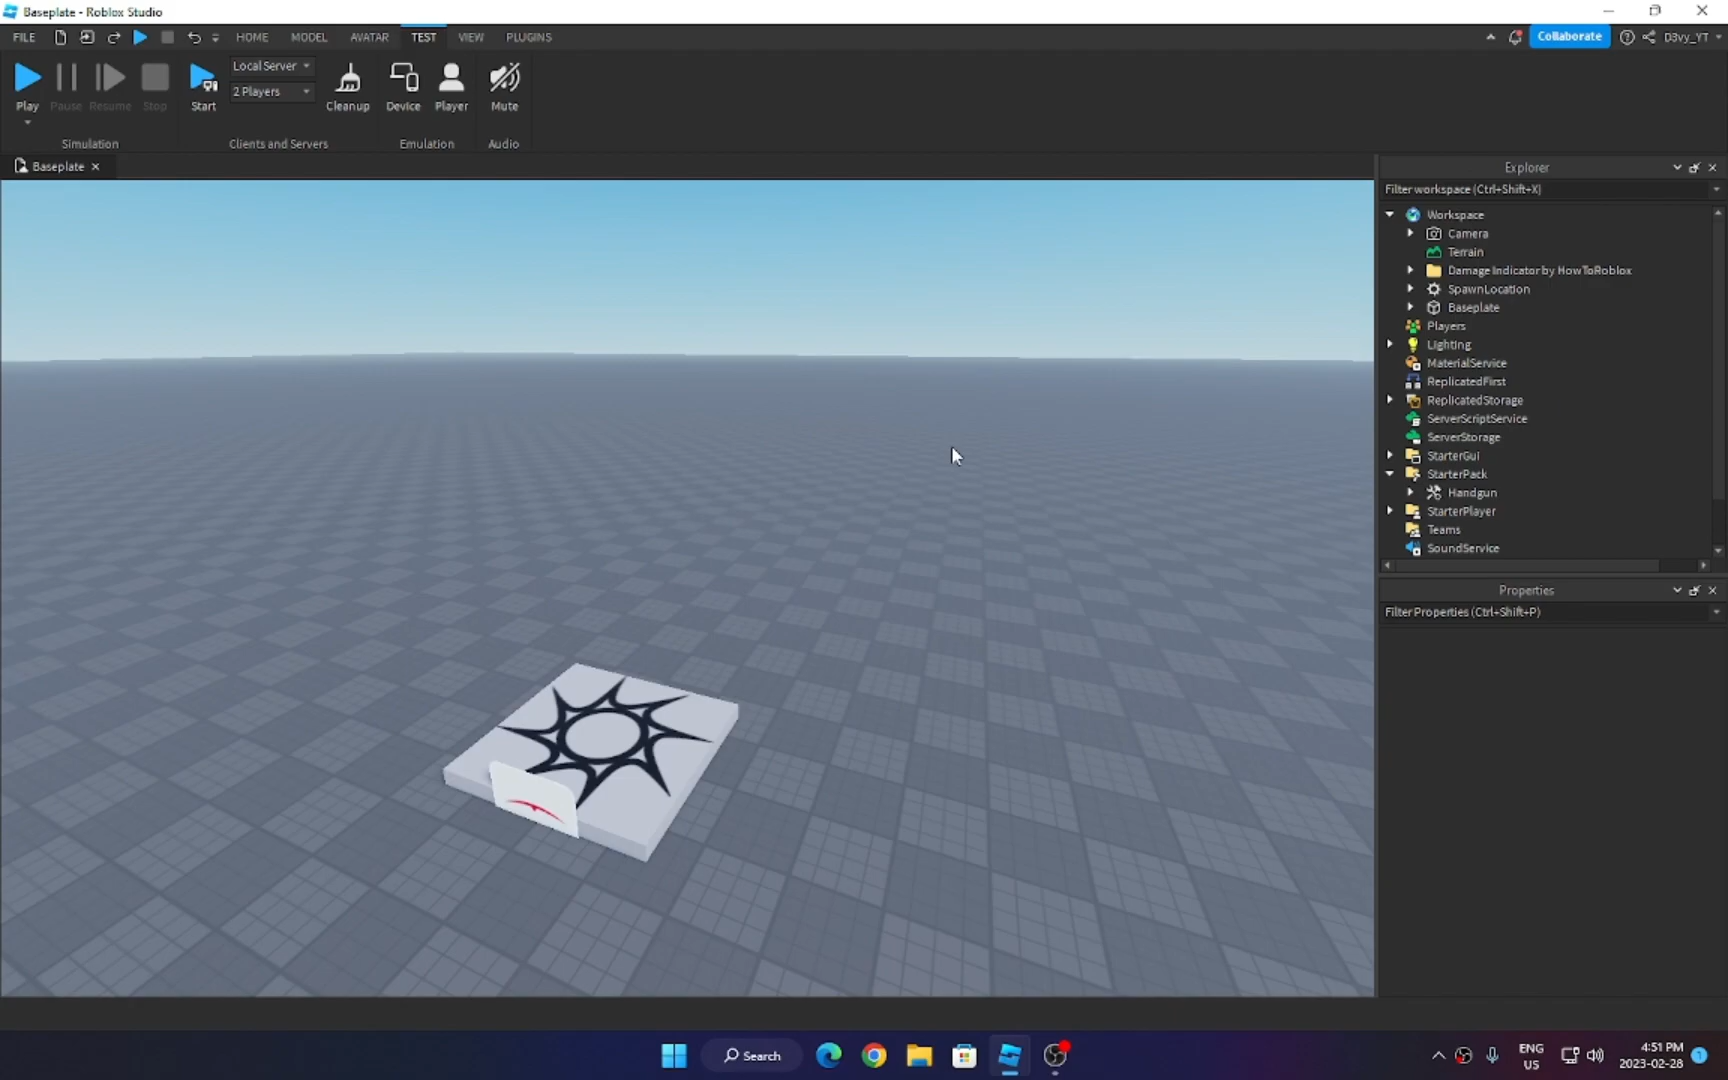 Baseplate - Roblox Studio
FILE HOME MODEL AVATAR TEST VIEW PLUGINS Collaborate D3vy_YT
Play Pause Resume Stop Start Local Server 2 Players Cleanup Device Player Mute
Simulation Clients and Servers Emulation Audio
Baseplate
Explorer
Filter workspace (Ctrl+Shift+X)
Workspace
Camera
Terrain
Damage Indicator by HowToRoblox
SpawnLocation
Baseplate
Players
Lighting
MaterialService
ReplicatedFirst
ReplicatedStorage
ServerScriptService
ServerStorage
StarterGui
StarterPack
Handgun
StarterPlayer
Teams
SoundService
Properties
Filter Properties (Ctrl+Shift+P)
Search
ENG
US
4:51 PM
2023-02-28
1